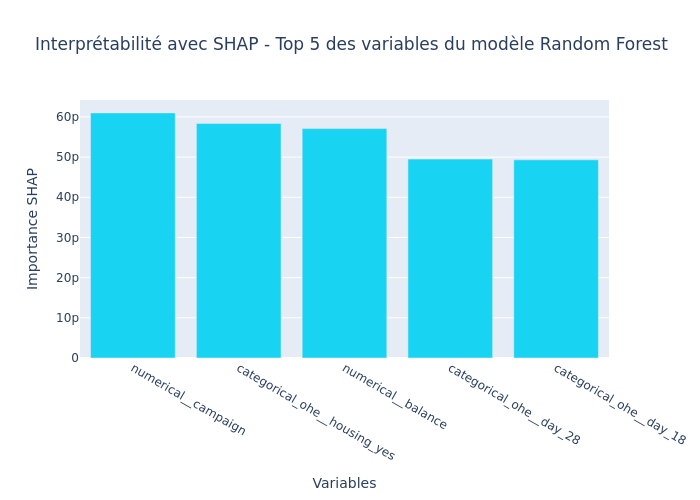 Interprétabilité avec SHAP - Top 5 des variables du modèle Random Forest
Importance SHAP
60p
50p
40p
30p
20p
10p
0
numerical__campaign
categorical_ohe__housing_yes
numerical__balance
categorical_ohe__day_28
categorical_ohe__day_18
Variables